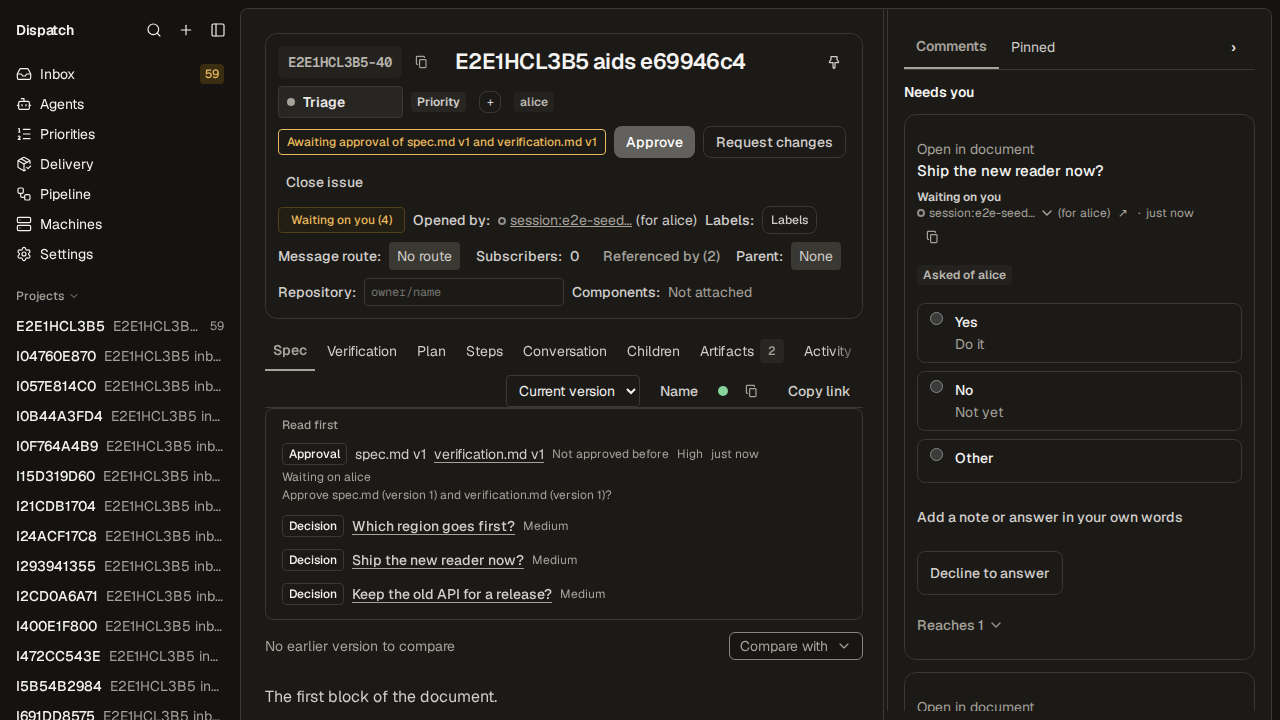 Dispatch
Inbox 59
Agents
Priorities
Delivery
Pipeline
Machines
Settings
Projects
E2E1HCL3B5 E2E1HCL3B... 59
I04760E870 E2E1HCL3B5 inb...
I057E814C0 E2E1HCL3B5 inb...
I0B44A3FD4 E2E1HCL3B5 in...
I0F764A4B9 E2E1HCL3B5 inb...
I15D319D60 E2E1HCL3B5 inb...
I21CDB1704 E2E1HCL3B5 inb...
I24ACF17C8 E2E1HCL3B5 inb...
I293941355 E2E1HCL3B5 inb...
I2CD0A6A71 E2E1HCL3B5 inb...
I400E1F800 E2E1HCL3B5 inb...
I472CC543E E2E1HCL3B5 in...
I5B54B2984 E2E1HCL3B5 in...
I691DD8575 E2E1HCL3B5 inb...
E2E1HCL3B5-40 E2E1HCL3B5 aids e69946c4
Triage Priority + alice
Awaiting approval of spec.md v1 and verification.md v1 Approve Request changes
Close issue
Waiting on you (4) Opened by: session:e2e-seed... (for alice) Labels: Labels
Message route: No route Subscribers: 0 Referenced by (2) Parent: None
Repository: owner/name Components: Not attached
Spec Verification Plan Steps Conversation Children Artifacts 2 Activity
Current version Name Copy link
Read first
Approval spec.md v1 verification.md v1 Not approved before High just now
Waiting on alice
Approve spec.md (version 1) and verification.md (version 1)?
Decision Which region goes first? Medium
Decision Ship the new reader now? Medium
Decision Keep the old API for a release? Medium
No earlier version to compare Compare with
The first block of the document.
Comments Pinned ›
Needs you
Open in document
Ship the new reader now?
Waiting on you
session:e2e-seed... (for alice) ↗ · just now
Asked of alice
Yes
Do it
No
Not yet
Other
Add a note or answer in your own words
Decline to answer
Reaches 1
Open in document